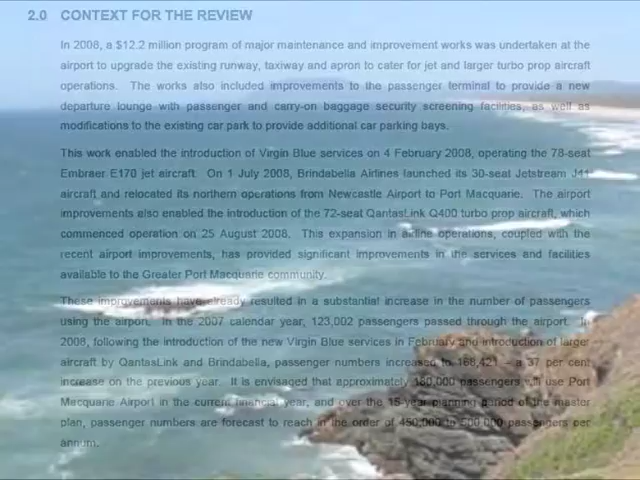 2.0 CONTEXT FOR THE REVIEW
In 2008, a $12.2 million program of major maintenance and improvement works was undertaken at the
airport to upgrade the existing runway, taxiway and apron to cater for jet and larger turbo prop aircraft
operations. The works also included improvements to the passenger terminal to provide a new
departure lounge with passenger and carry-on baggage security screening facilities, as well as
modifications to the existing car park to provide additional car parking bays.
This work enabled the introduction of Virgin Blue services on 4 February 2008, operating the 78-seat
Embraer E170 jet aircraft. On 1 July 2008, Brindabella Airlines launched its 30-seat Jetstream J41
aircraft and relocated its northern operations from Newcastle Airport to Port Macquarie. The airport
improvements also enabled the introduction of the 72-seat QantasLink Q400 turbo prop aircraft, which
commenced operation on 25 August 2008. This expansion in airline operations, coupled with the
recent airport improvements, has provided significant improvements in the services and facilities
available to the Greater Port Macquarie community.
These improvements have already resulted in a substantial increase in the number of passengers
using the airport. In the 2007 calendar year, 123,002 passengers passed through the airport. In
2008, following the introduction of the new Virgin Blue services in February and introduction of larger
aircraft by QantasLink and Brindabella, passenger numbers increased to 168,421 – a 37 per cent
increase on the previous year. It is envisaged that approximately 180,000 passengers will use Port
Macquarie Airport in the current financial year, and over the 15-year planning period of the master
plan, passenger numbers are forecast to reach in the order of 450,000 to 500,000 passengers per
annum.